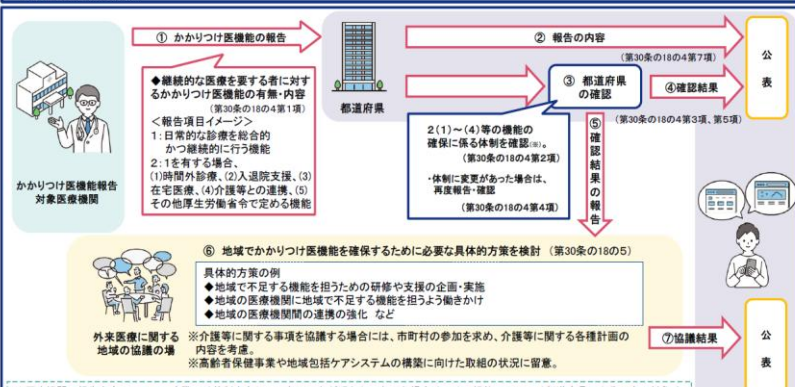 ① かかりつけ医機能の報告
② 報告の内容
(第30条の18の4第7項)
公
表
◆継続的な医療を要する者に対す
るかかりつけ医機能の有無・内容
(第30条の18の4第1項)
<報告項目イメージ>
1:日常的な診療を総合的
かつ継続的に行う機能
2:1を有する場合、
(1)時間外診療、(2)入退院支援、(3)
在宅医療、(4)介護等との連携、(5)
その他厚生労働省令で定める機能
都道府県
③ 都道府県
の確認
④確認結果
(第30条の18の4第3項、第5項)
2(1)~(4)等の機能の
確保に係る体制を確認(※)。
(第30条の18の4第2項)
・体制に変更があった場合は、
再度報告・確認
(第30条の18の4第4項)
⑤確認結果の報告
かかりつけ医機能報告
対象医療機関
⑥ 地域でかかりつけ医機能を確保するために必要な具体的方策を検討 (第30条の18の5)
具体的方策の例
◆地域で不足する機能を担うための研修や支援の企画・実施
◆地域の医療機関に地域で不足する機能を担うよう働きかけ
◆地域の医療機関間の連携の強化 など
外来医療に関する
地域の協議の場
※介護等に関する事項を協議する場合には、市町村の参加を求め、介護等に関する各種計画の
内容を考慮。
※高齢者保健事業や地域包括ケアシステムの構築に向けた取組の状況に留意。
⑦協議結果
公
表